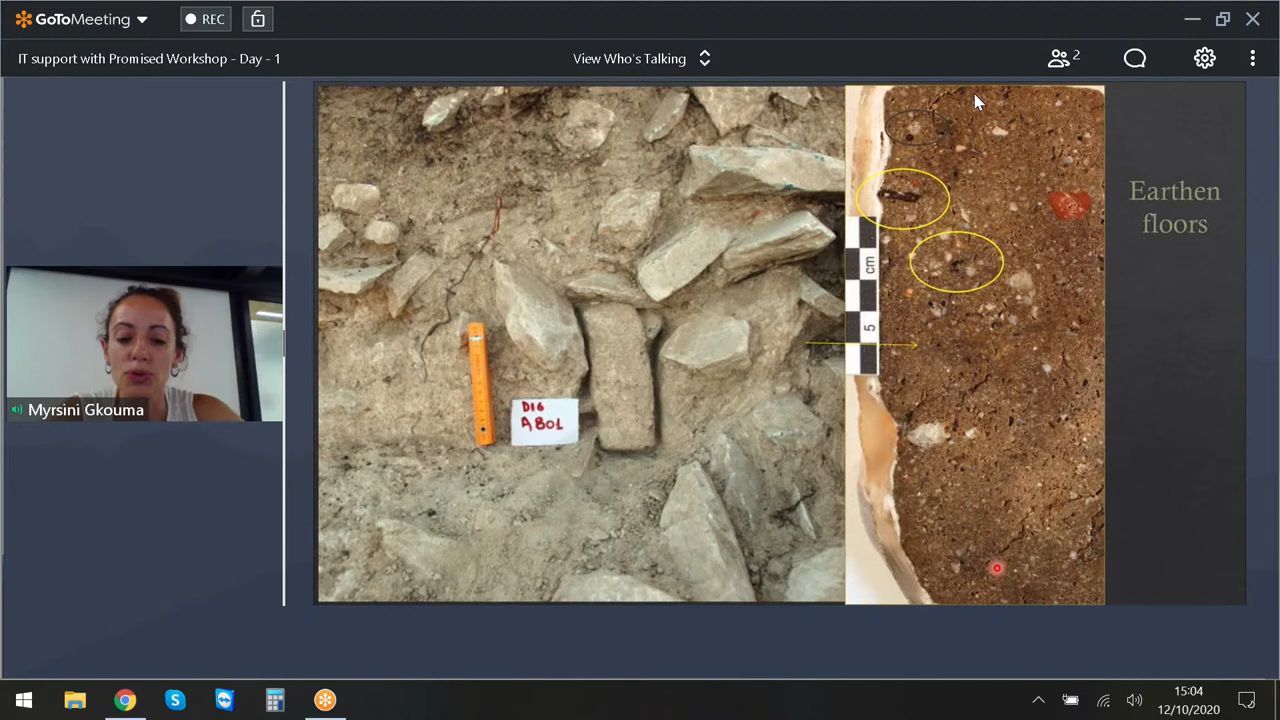 GoToMeeting
REC
IT support with Promised Workshop - Day - 1
View Who's Talking
2
Myrsini Gkouma
D16
A801
cm
5
Earthen
floors
15:04
12/10/2020